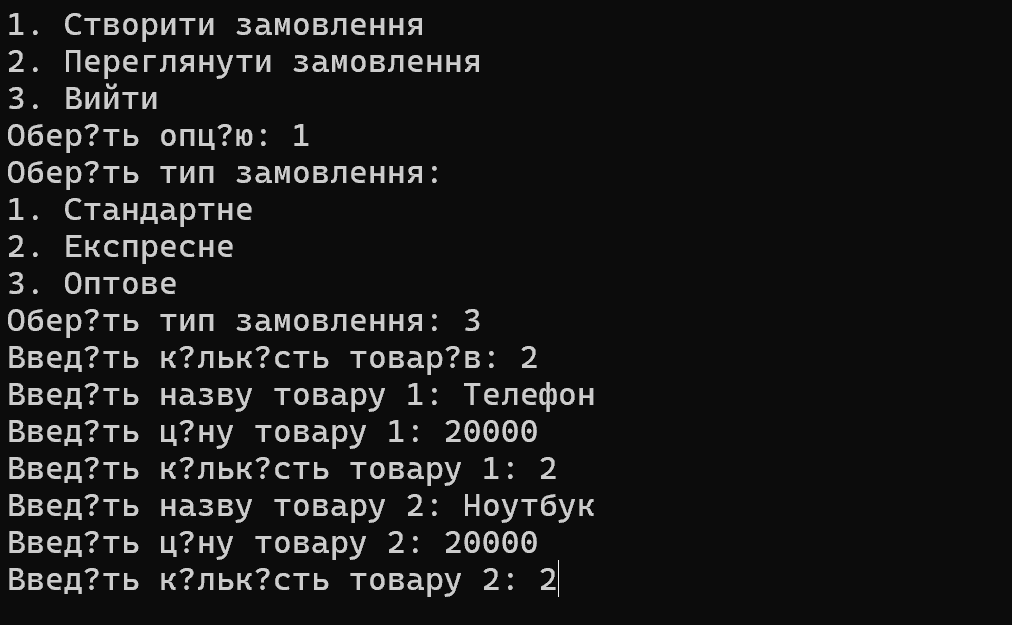 1. Створити замовлення
2. Переглянути замовлення
3. Вийти
Обер?ть опц?ю: 1
Обер?ть тип замовлення:
1. Стандартне
2. Експресне
3. Оптове
Обер?ть тип замовлення: 3
Введ?ть к?льк?сть товар?в: 2
Введ?ть назву товару 1: Телефон
Введ?ть ц?ну товару 1: 20000
Введ?ть к?льк?сть товару 1: 2
Введ?ть назву товару 2: Ноутбук
Введ?ть ц?ну товару 2: 20000
Введ?ть к?льк?сть товару 2: 2